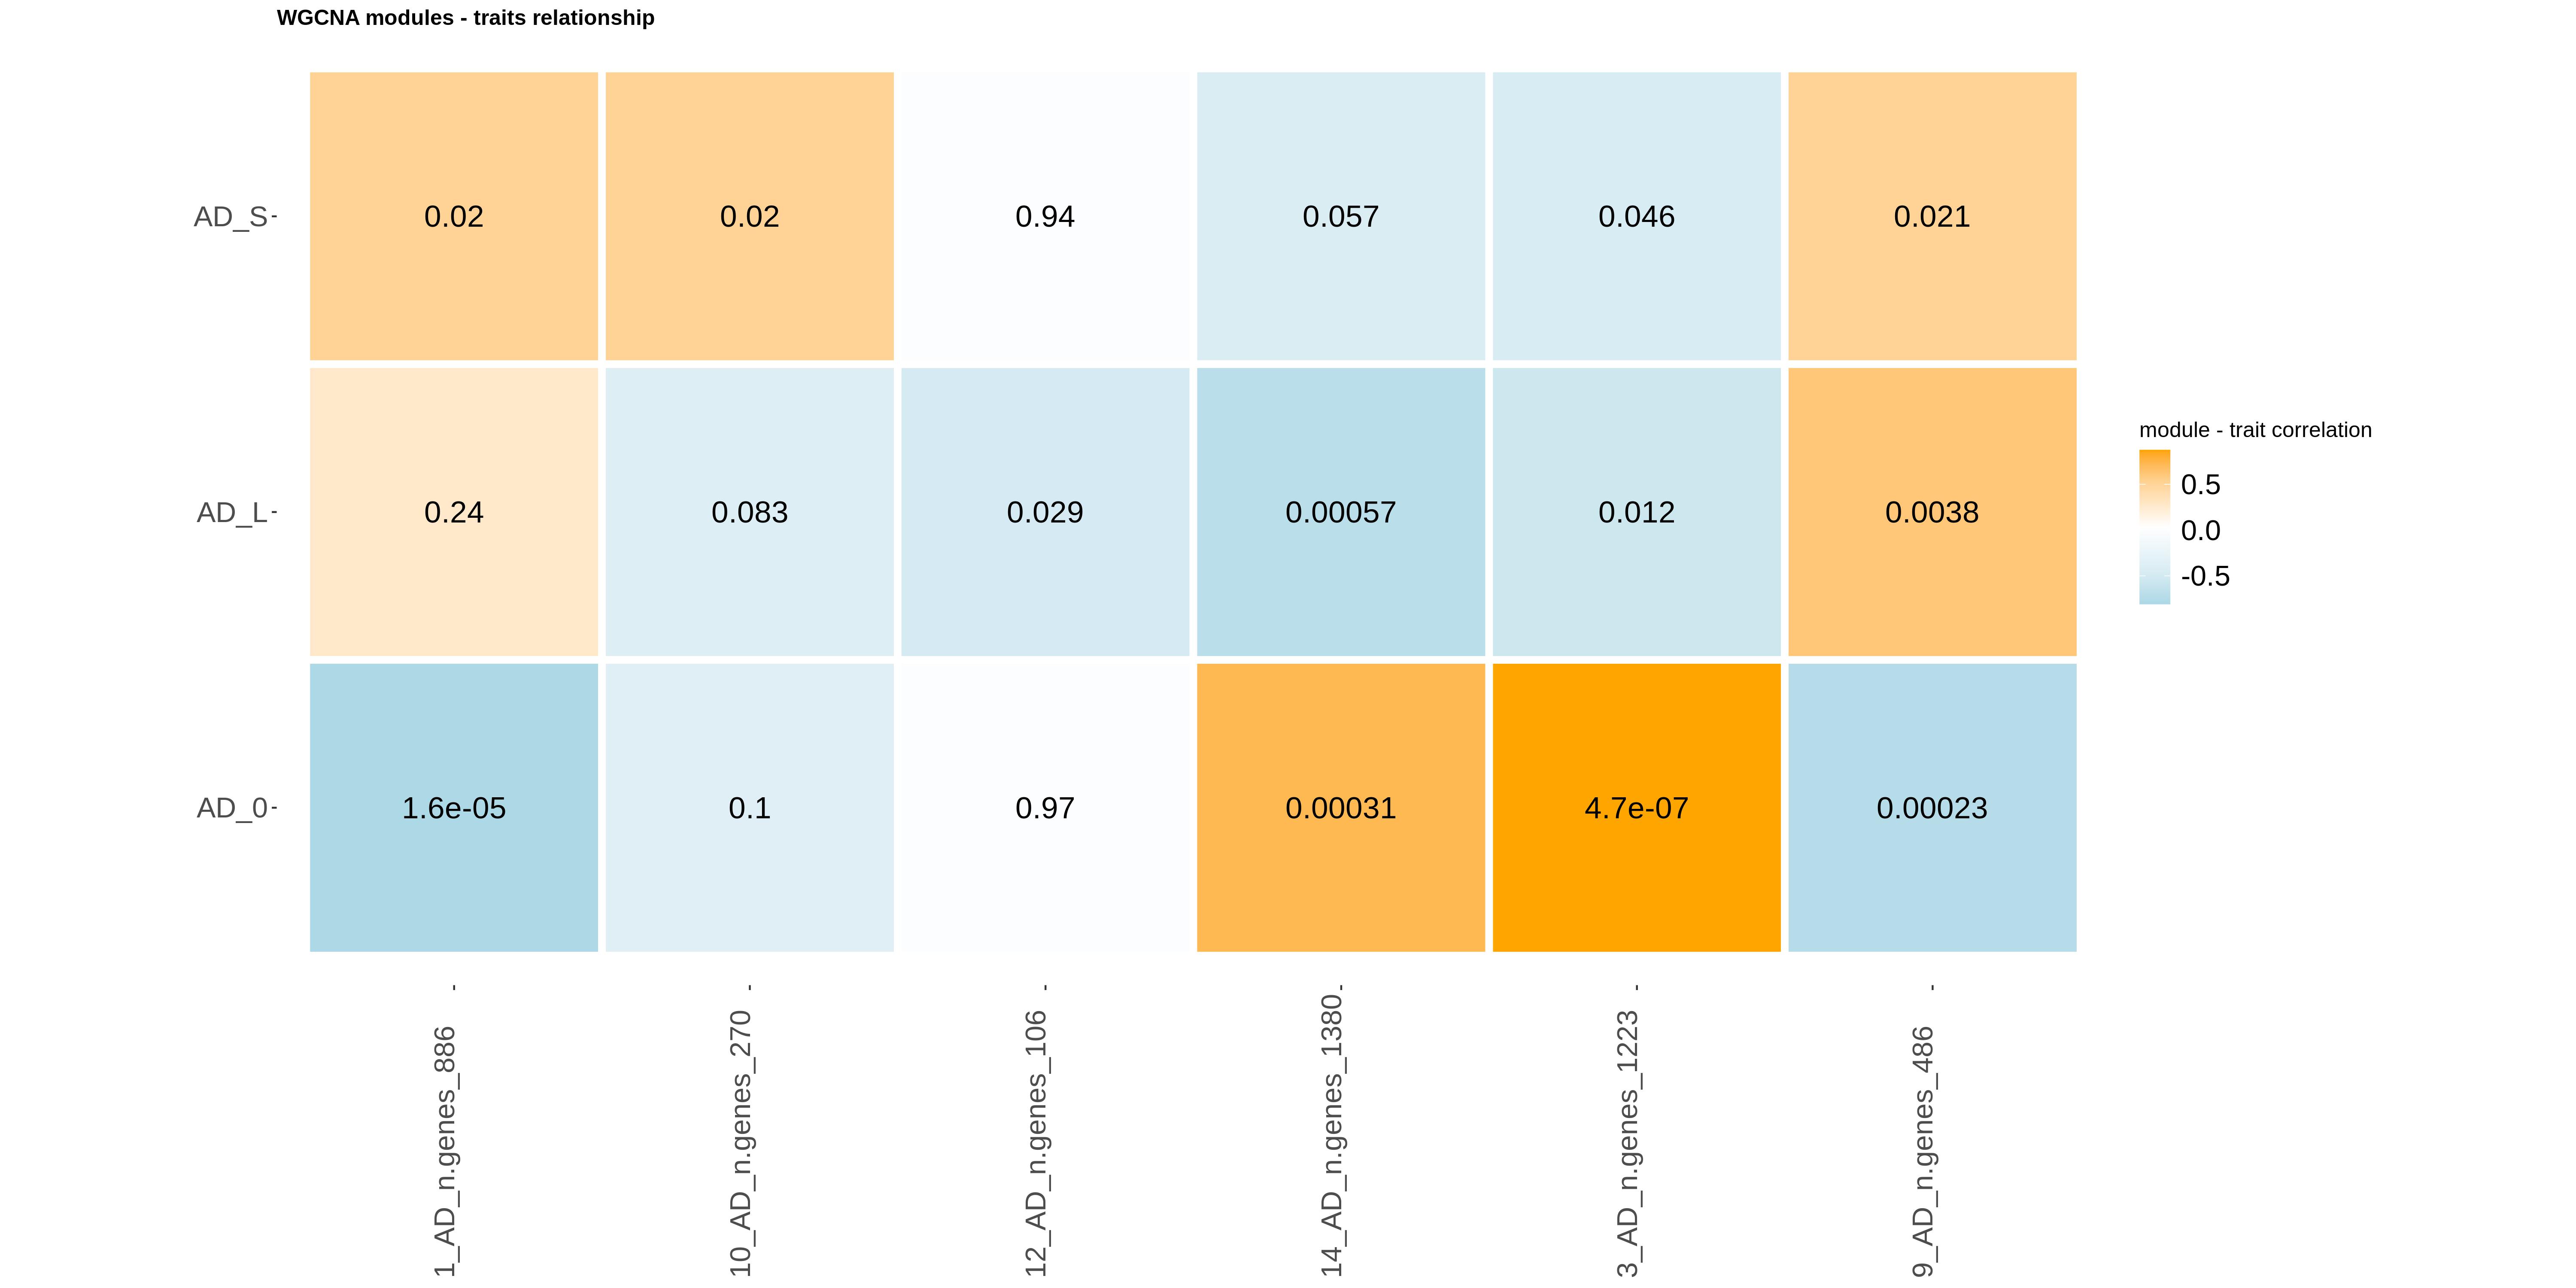 WGCNA modules - traits relationship
AD_S
0.02 0.02 0.94 0.057 0.046 0.021
AD_L
0.24 0.083 0.029 0.00057 0.012 0.0038
AD_0
1.6e-05 0.1 0.97 0.00031 4.7e-07 0.00023
module - trait correlation
0.5
0.0
-0.5
1_AD_n.genes_886
10_AD_n.genes_270
12_AD_n.genes_106
14_AD_n.genes_1380
3_AD_n.genes_1223
9_AD_n.genes_486